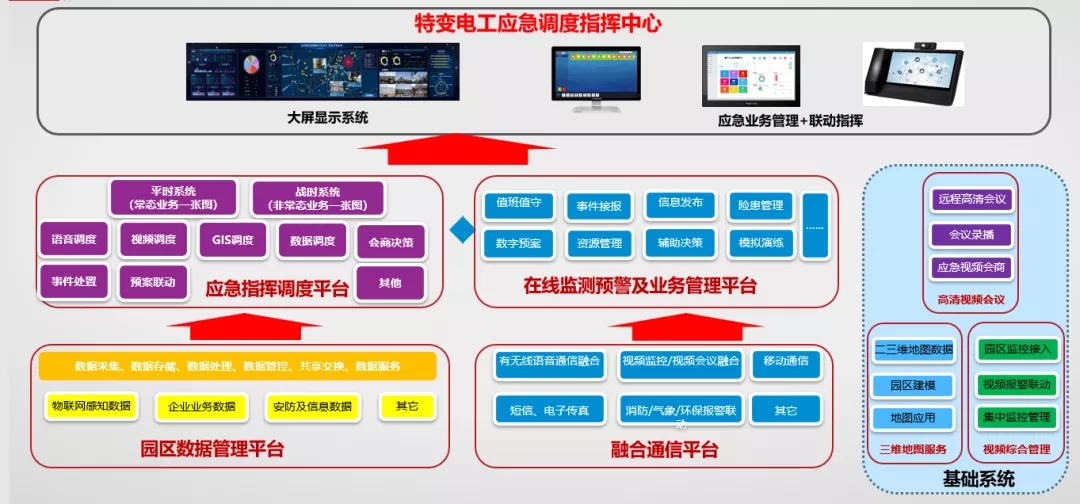 特变电工应急调度指挥中心
大屏显示系统
应急业务管理+联动指挥
平时系统
(常态业务一张图)
战时系统
(非常态业务一张图)
语音调度
视频调度
GIS调度
数据调度
会商决策
事件处置
预案联动
应急指挥调度平台
其他
值班值守
事件接报
信息发布
险患管理
......
数字预案
资源管理
辅助决策
模拟演练
在线监测预警及业务管理平台
数据采集、数据存储、数据处理、数据管控、共享交换、数据服务
物联网感知数据
企业业务数据
安防及信息数据
其它
园区数据管理平台
有无线语音通信融合
视频监控/视频会议融合
移动通信
短信、电子传真
消防/气象/环保报警联
动
其它
融合通信平台
远程高清会议
会议录播
应急视频会商
高清视频会议
二三维地图数据
园区建模
地图应用
三维地图服务
园区监控接入
视频报警联动
集中监控管理
视频综合管理
基础系统